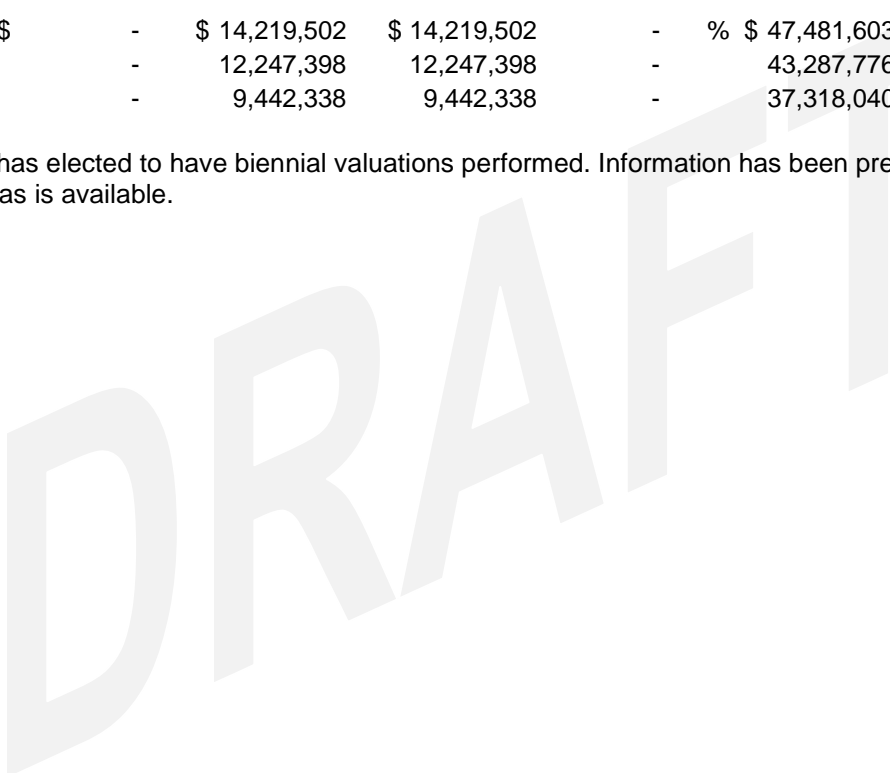 $ - $ 14,219,502 $ 14,219,502 - % $ 47,481,603
- 12,247,398 12,247,398 - 43,287,776
- 9,442,338 9,442,338 - 37,318,040
has elected to have biennial valuations performed. Information has been pre
as is available.
DRAFT